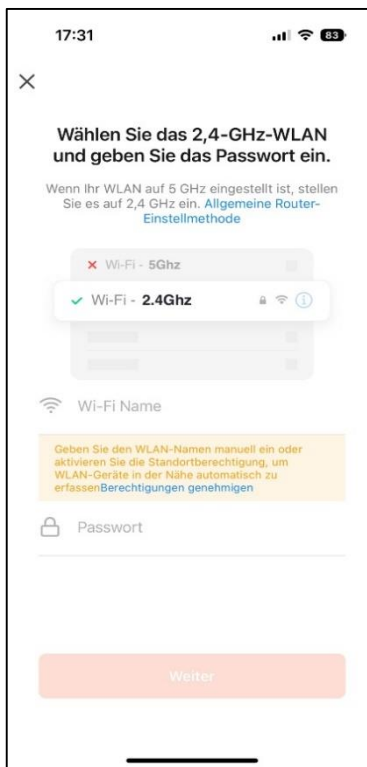 17:31
83
Wählen Sie das 2,4-GHz-WLAN
und geben Sie das Passwort ein.
Wenn Ihr WLAN auf 5 GHz eingestellt ist, stellen
Sie es auf 2,4 GHz ein. Allgemeine Router-
Einstellmethode
Wi-Fi - 5Ghz
Wi-Fi - 2.4Ghz
Wi-Fi Name
Geben Sie den WLAN-Namen manuell ein oder
aktivieren Sie die Standortberechtigung, um
WLAN-Geräte in der Nähe automatisch zu
erfassenBerechtigungen genehmigen
Passwort
Weiter